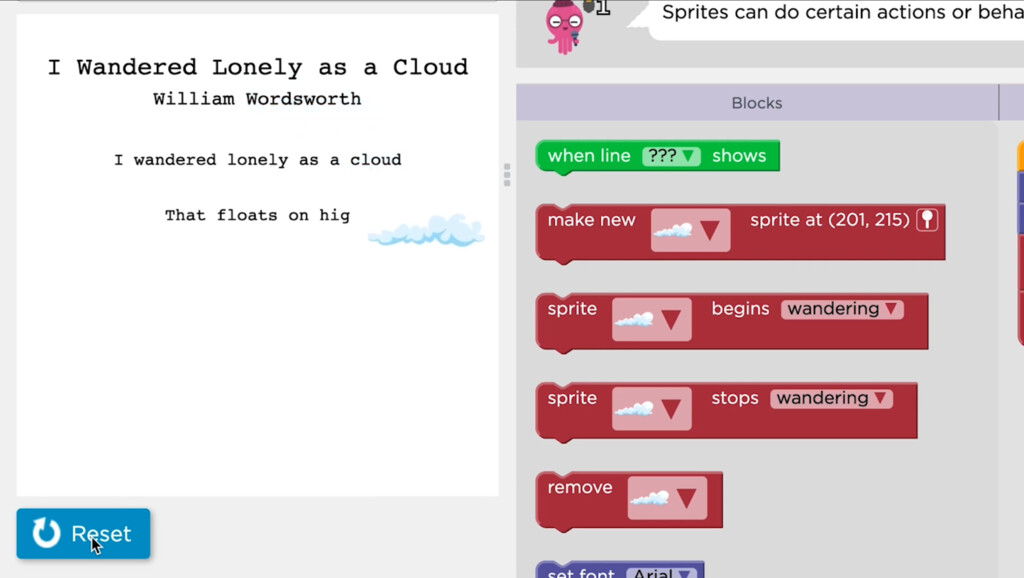 I Wandered Lonely as a Cloud
William Wordsworth
I wandered lonely as a cloud
That floats on hig
Reset
1
Sprites can do certain actions or beha
Blocks
when line ??? shows
make new sprite at (201, 215)
sprite begins wandering
sprite stops wandering
remove
set font Arial